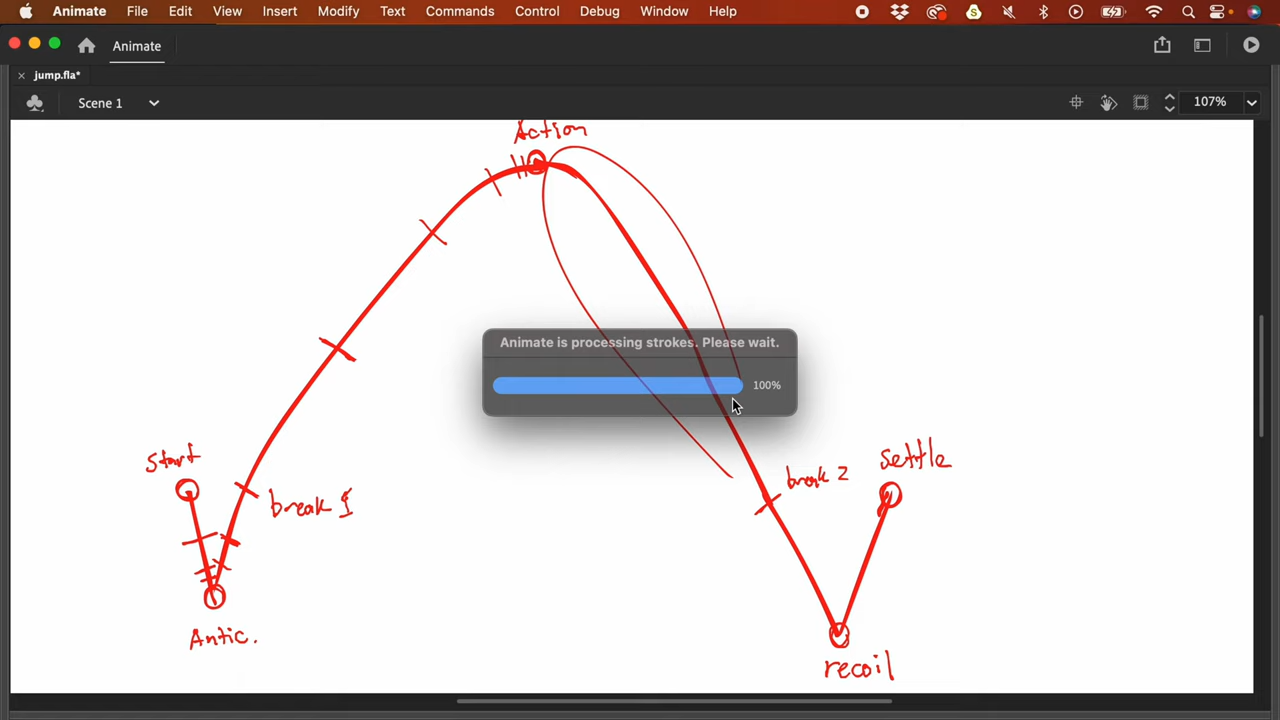 Animate File Edit View Insert Modify Text Commands Control Debug Window Help
Animate
× jump.fla*
Scene 1
107%
Action
Animate is processing strokes. Please wait.
100%
start
settle
break 2
break 1
Antic.
recoil